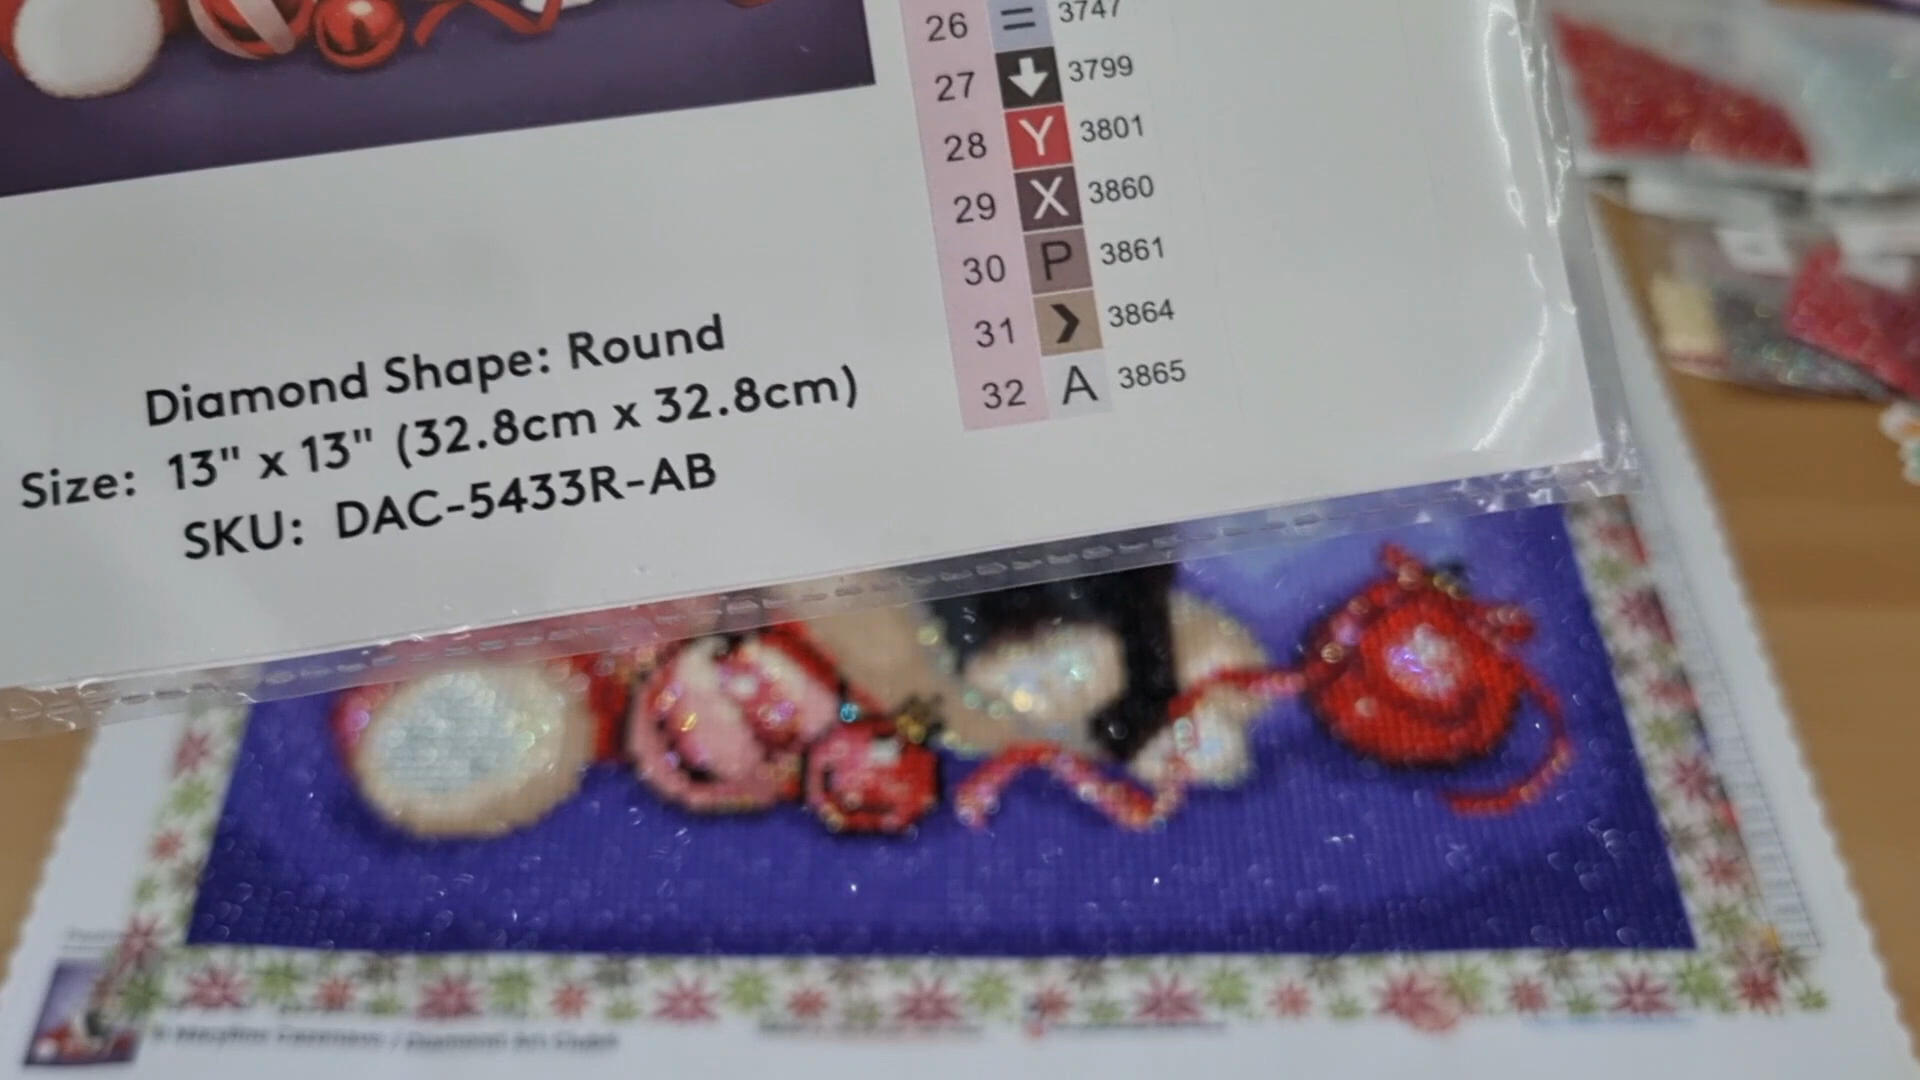 26 = 3747
27 3799
28 Y 3801
29 X 3860
30 P 3861
31 3864
32 A 3865
Diamond Shape: Round
Size: 13" x 13" (32.8cm x 32.8cm)
SKU: DAC-5433R-AB